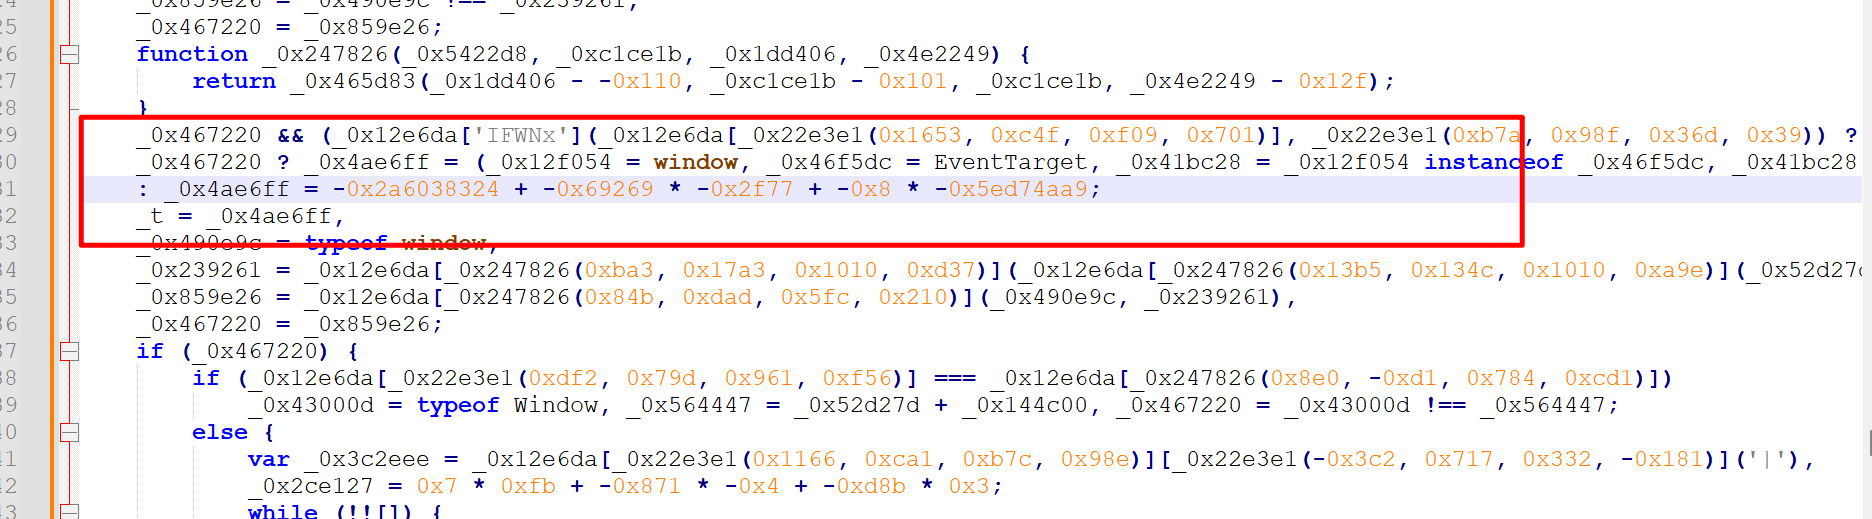 24 _0x859e26 = _0x490e9c !== _0x239261,
25 _0x467220 = _0x859e26;
26 function _0x247826(_0x5422d8, _0xc1ce1b, _0x1dd406, _0x4e2249) {
27 return _0x465d83(_0x1dd406 - -0x110, _0xc1ce1b - 0x101, _0xc1ce1b, _0x4e2249 - 0x12f);
28 }
29 _0x467220 && (_0x12e6da['IFWNx'](_0x12e6da[_0x22e3e1(0x1653, 0xc4f, 0xf09, 0x701)], _0x22e3e1(0xb7a, 0x98f, 0x36d, 0x39)) ?
30 _0x467220 ? _0x4ae6ff = (_0x12f054 = window, _0x46f5dc = EventTarget, _0x41bc28 = _0x12f054 instanceof _0x46f5dc, _0x41bc28
31 : _0x4ae6ff = -0x2a6038324 + -0x69269 * -0x2f77 + -0x8 * -0x5ed74aa9;
32 _t = _0x4ae6ff,
33 _0x490e9c = typeof window,
34 _0x239261 = _0x12e6da[_0x247826(0xba3, 0x17a3, 0x1010, 0xd37)](_0x12e6da[_0x247826(0x13b5, 0x134c, 0x1010, 0xa9e)](_0x52d27d
35 _0x859e26 = _0x12e6da[_0x247826(0x84b, 0xdad, 0x5fc, 0x210)](_0x490e9c, _0x239261),
36 _0x467220 = _0x859e26;
37 if (_0x467220) {
38 if (_0x12e6da[_0x22e3e1(0xdf2, 0x79d, 0x961, 0xf56)] === _0x12e6da[_0x247826(0x8e0, -0xd1, 0x784, 0xcd1)])
39 _0x43000d = typeof Window, _0x564447 = _0x52d27d + _0x144c00, _0x467220 = _0x43000d !== _0x564447;
40 else {
41 var _0x3c2eee = _0x12e6da[_0x22e3e1(0x1166, 0xca1, 0xb7c, 0x98e)][_0x22e3e1(-0x3c2, 0x717, 0x332, -0x181)]('|'),
42 _0x2ce127 = 0x7 * 0xfb + -0x871 * -0x4 + -0xd8b * 0x3;
43 while (!![]) {